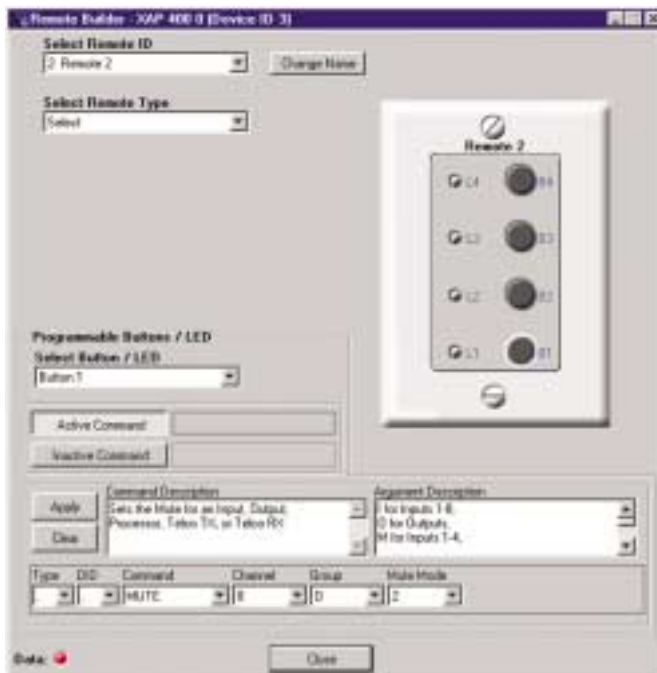 Remote Builder - XAP 400 0 (Device ID 3)
Select Remote ID
2 Remote 2
Change Name
Select Remote Type
Select
Remote 2
L4 B4
L3 B3
L2 B2
L1 B1
Programmable Buttons / LED
Select Button / LED
Button 1
Active Command
Inactive Command
Apply
Clear
Command Description
Sets the Mute for an Input, Output,
Processor, Telco TX, or Telco RX
Argument Description
I for Inputs 1-8,
O for Outputs,
M for Inputs 1-4,
Type DID Command Channel Group Mute Mode
MUTE 8 2
Data:
Close